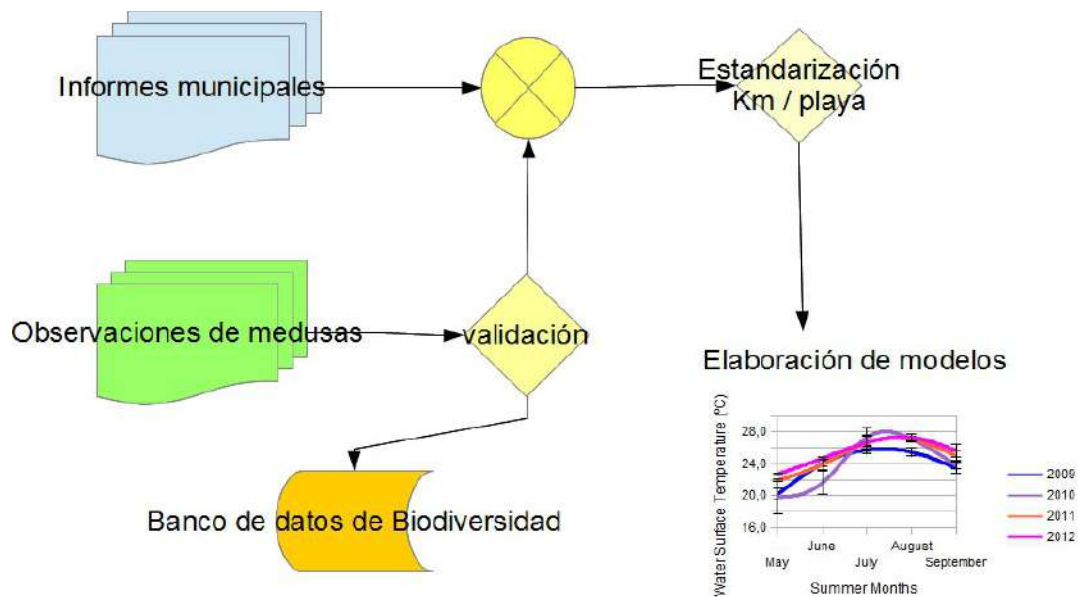 Informes municipales
Estandarización
Km / playa
Observaciones de medusas
validación
Banco de datos de Biodiversidad
Elaboración de modelos
Water Surface Temperature (ºC)
28,0
24,0
20,0
16,0
May
June
July
August
September
Summer Months
2009
2010
2011
2012